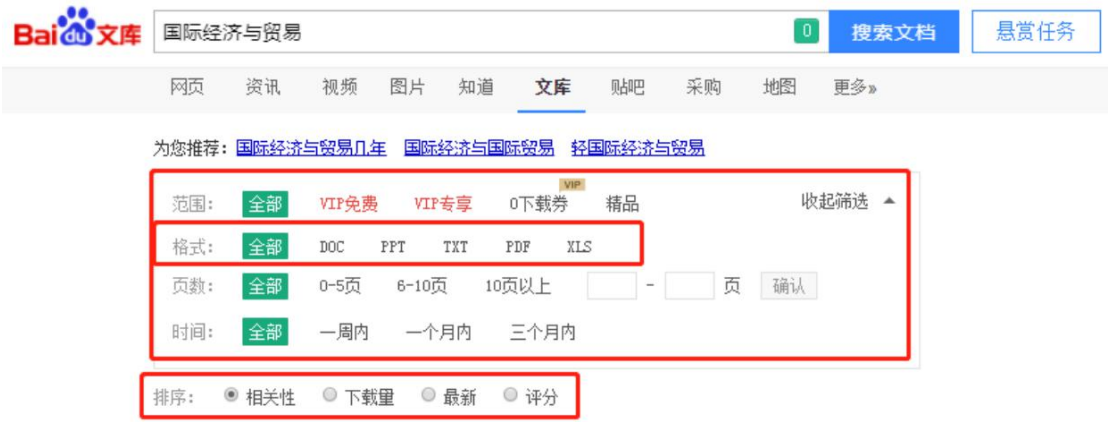 Bai du 文库 国际经济与贸易 0 搜索文档 悬赏任务
网页 资讯 视频 图片 知道 文库 贴吧 采购 地图 更多»
为您推荐: 国际经济与贸易几年 国际经济与国际贸易 轻国际经济与贸易
范围: 全部 VIP免费 VIP专享 0下载券 VIP 精品 收起筛选
格式: 全部 DOC PPT TXT PDF XLS
页数: 全部 0-5页 6-10页 10页以上 - 页 确认
时间: 全部 一周内 一个月内 三个月内
排序: 相关性 下载量 最新 评分